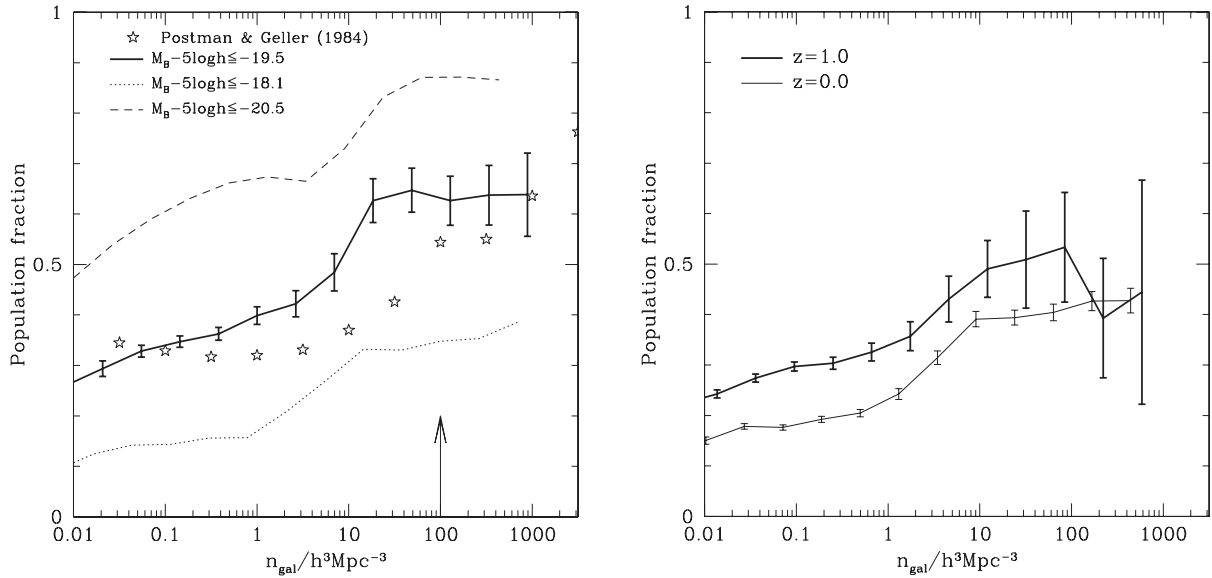 1
☆ Postman & Geller (1984)
M_B−5logh≦−19.5
M_B−5logh≦−18.1
M_B−5logh≦−20.5
Population fraction
0.5
0
0.01 0.1 1 10 100 1000
n_gal/h³Mpc⁻³
1
z=1.0
z=0.0
Population fraction
0.5
0
0.01 0.1 1 10 100 1000
n_gal/h³Mpc⁻³